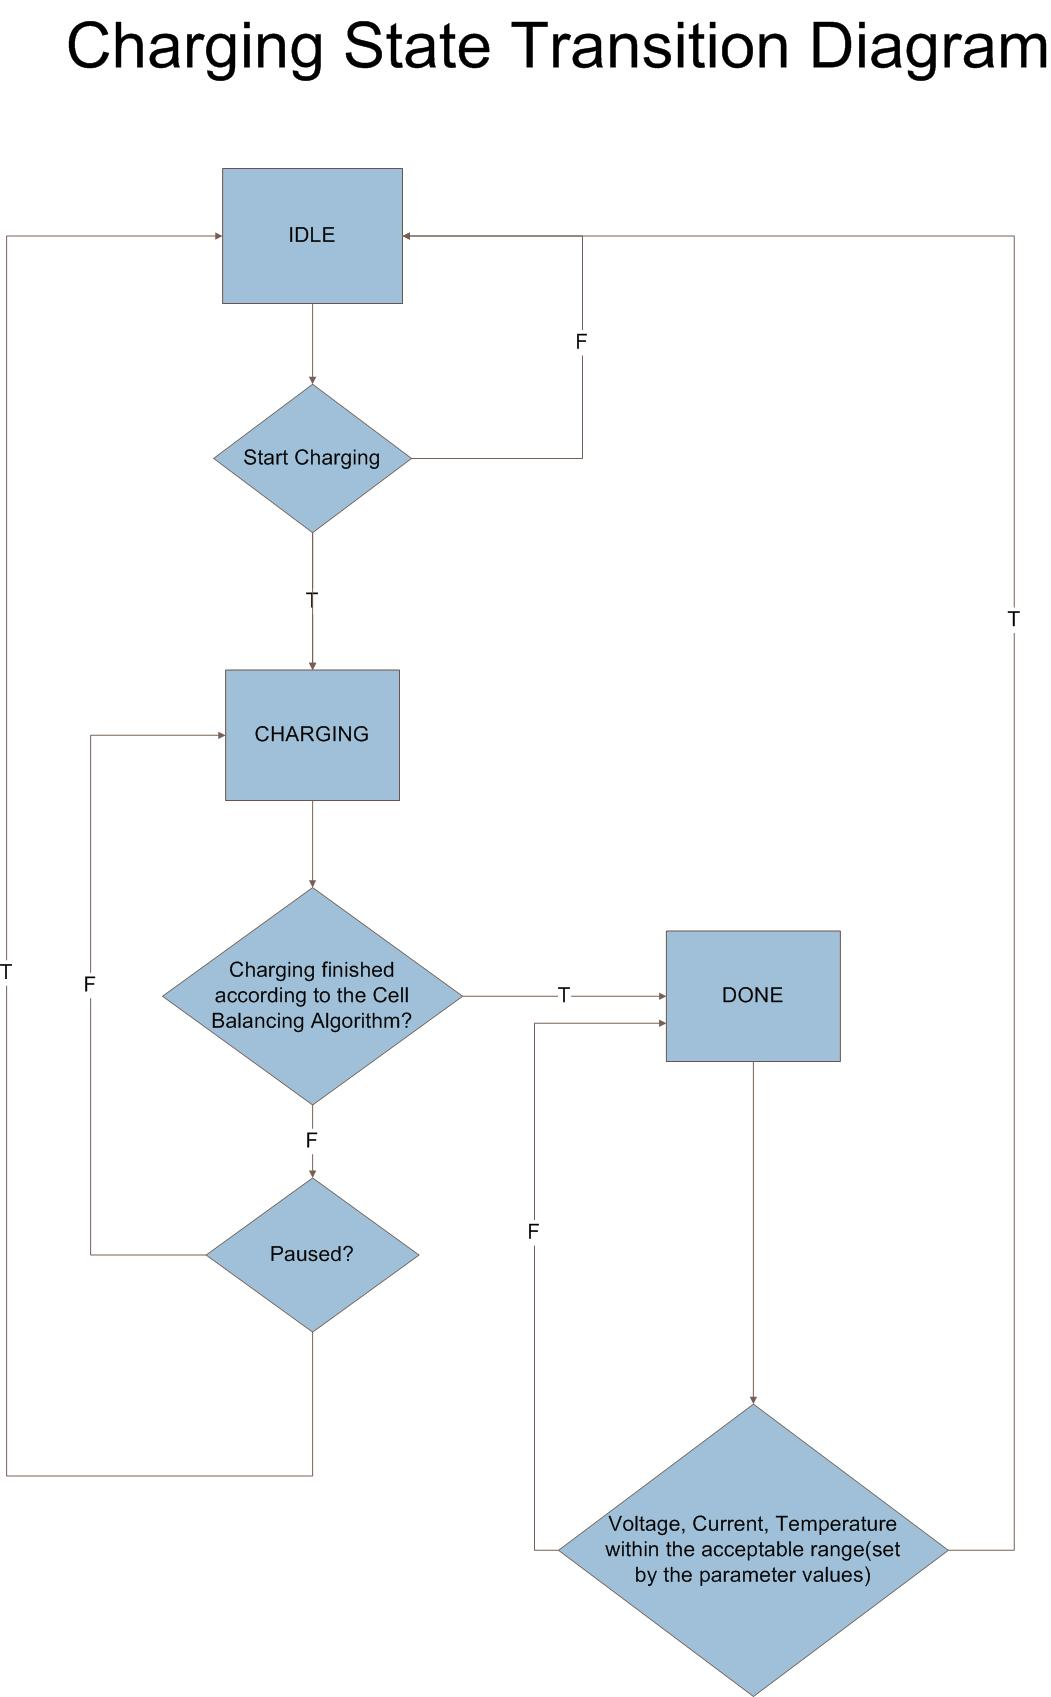 Charging State Transition Diagram
IDLE
F
Start Charging
T
T
CHARGING
Charging finished
according to the Cell
Balancing Algorithm?
T
F
T
DONE
F
Paused?
F
Voltage, Current, Temperature
within the acceptable range(set
by the parameter values)